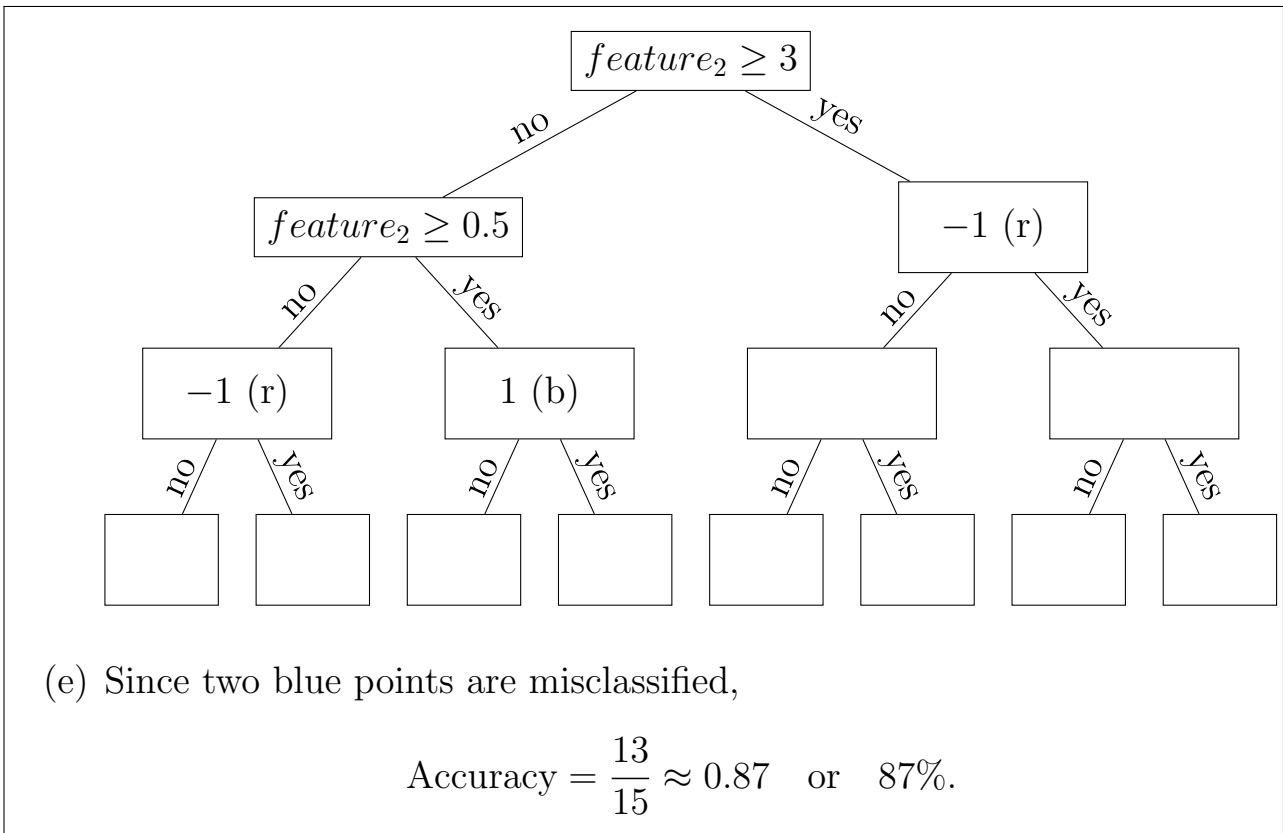 feature₂ ≥ 3
no yes
feature₂ ≥ 0.5
−1 (r)
no yes no yes
−1 (r) 1 (b)
no yes no yes no yes no yes
(e) Since two blue points are misclassified,
Accuracy = 13/15 ≈ 0.87 or 87%.